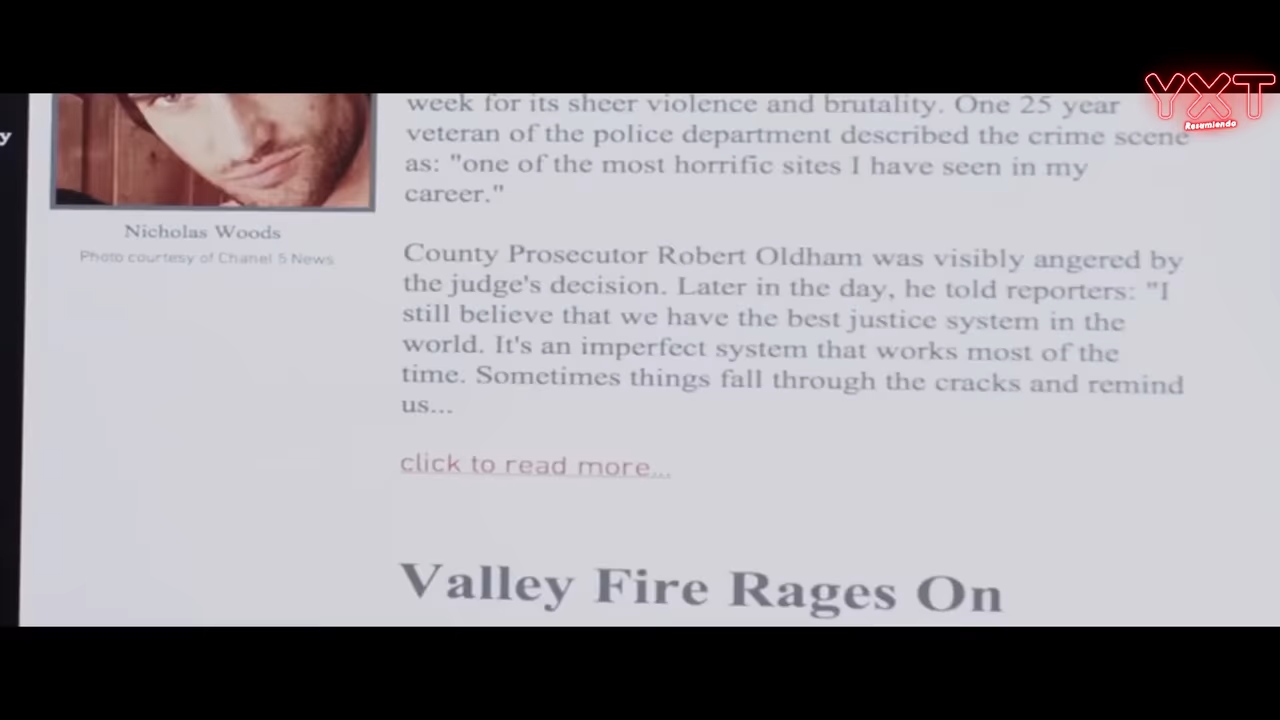 YXT
Resumiendo
y
week for its sheer violence and brutality. One 25 year
veteran of the police department described the crime scene
as: "one of the most horrific sites I have seen in my
career."
Nicholas Woods
Photo courtesy of Chanel 5 News
County Prosecutor Robert Oldham was visibly angered by
the judge's decision. Later in the day, he told reporters: "I
still believe that we have the best justice system in the
world. It's an imperfect system that works most of the
time. Sometimes things fall through the cracks and remind
us...
click to read more...
Valley Fire Rages On